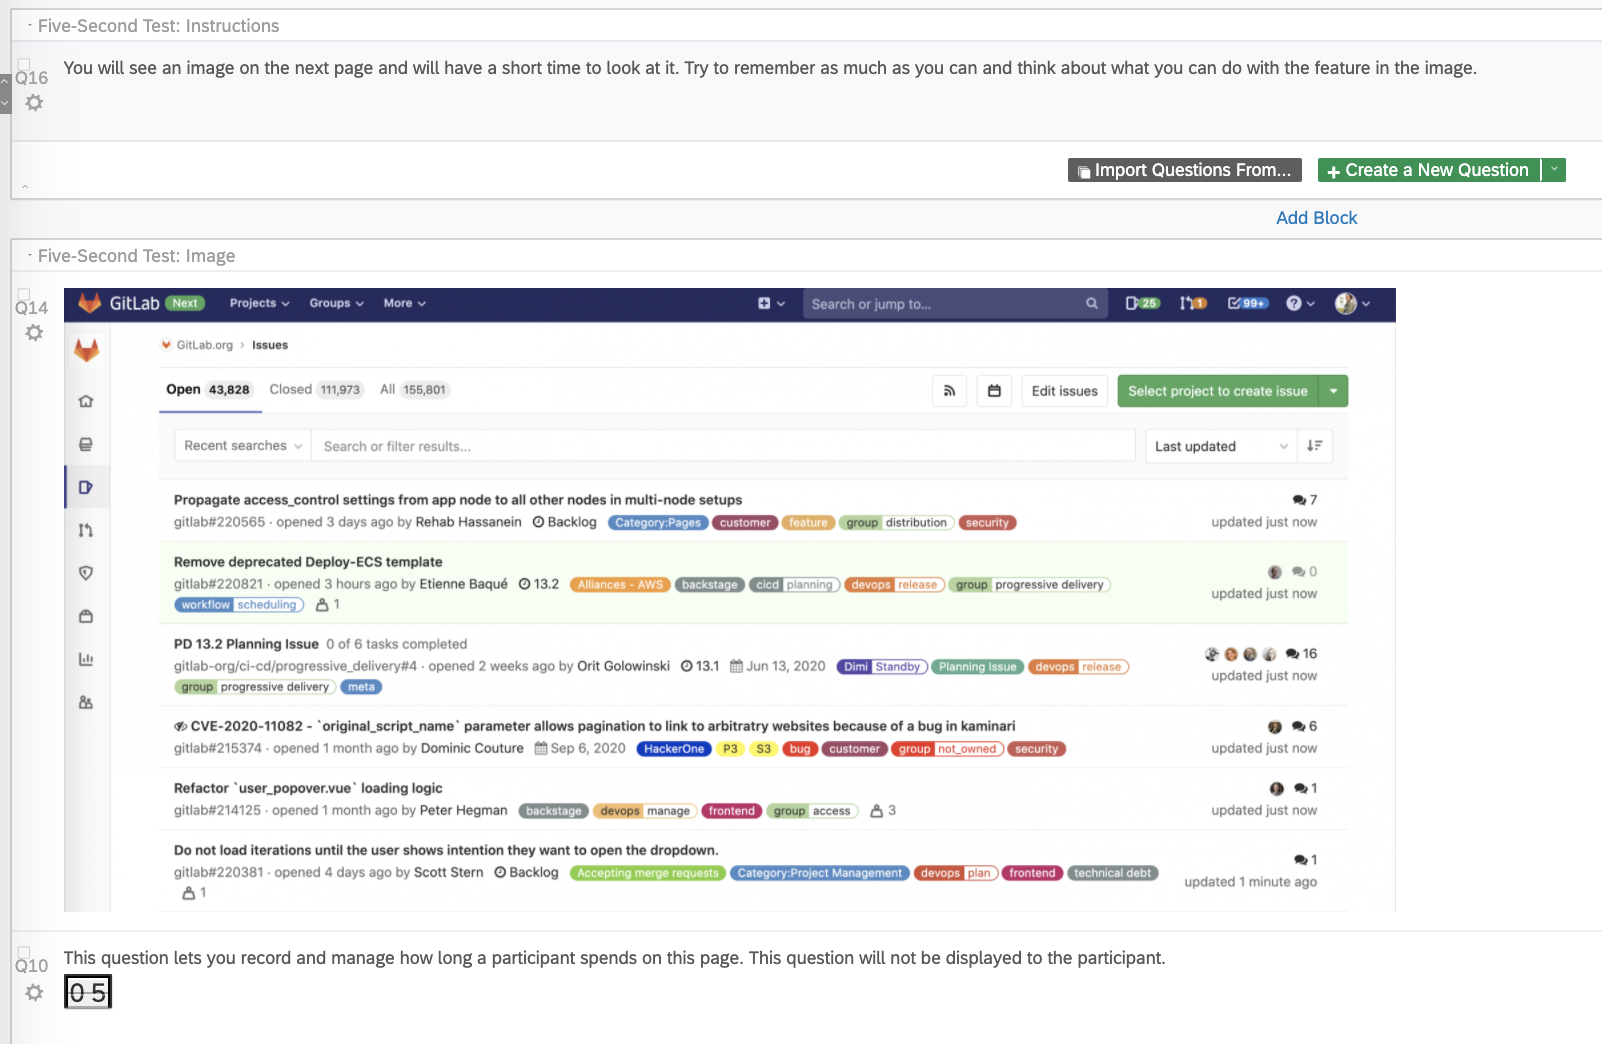 Five-Second Test: Instructions
Q16
You will see an image on the next page and will have a short time to look at it. Try to remember as much as you can and think about what you can do with the feature in the image.
Import Questions From...
+ Create a New Question
Add Block
Five-Second Test: Image
Q14
GitLab Next Projects Groups More Search or jump to... 25 1 99+ ?
GitLab.org › Issues
Open 43,828 Closed 111,973 All 155,801 Edit issues Select project to create issue
Recent searches Search or filter results... Last updated
Propagate access_control settings from app node to all other nodes in multi-node setups 7
gitlab#220565 · opened 3 days ago by Rehab Hassanein Backlog Category:Pages customer feature group distribution security updated just now
Remove deprecated Deploy-ECS template 0
gitlab#220821 · opened 3 hours ago by Etienne Baqué 13.2 Alliances - AWS backstage cicd planning devops release group progressive delivery updated just now
workflow scheduling 1
PD 13.2 Planning Issue 0 of 6 tasks completed 16
gitlab-org/ci-cd/progressive_delivery#4 · opened 2 weeks ago by Orit Golowinski 13.1 Jun 13, 2020 Dimi Standby Planning Issue devops release updated just now
group progressive delivery meta
CVE-2020-11082 - `original_script_name` parameter allows pagination to link to arbitratry websites because of a bug in kaminari 6
gitlab#215374 · opened 1 month ago by Dominic Couture Sep 6, 2020 HackerOne P3 S3 bug customer group not_owned security updated just now
Refactor `user_popover.vue` loading logic 1
gitlab#214125 · opened 1 month ago by Peter Hegman backstage devops manage frontend group access 3 updated just now
Do not load iterations until the user shows intention they want to open the dropdown. 1
gitlab#220381 · opened 4 days ago by Scott Stern Backlog Accepting merge requests Category:Project Management devops plan frontend technical debt updated 1 minute ago
1
Q10
This question lets you record and manage how long a participant spends on this page. This question will not be displayed to the participant.
05